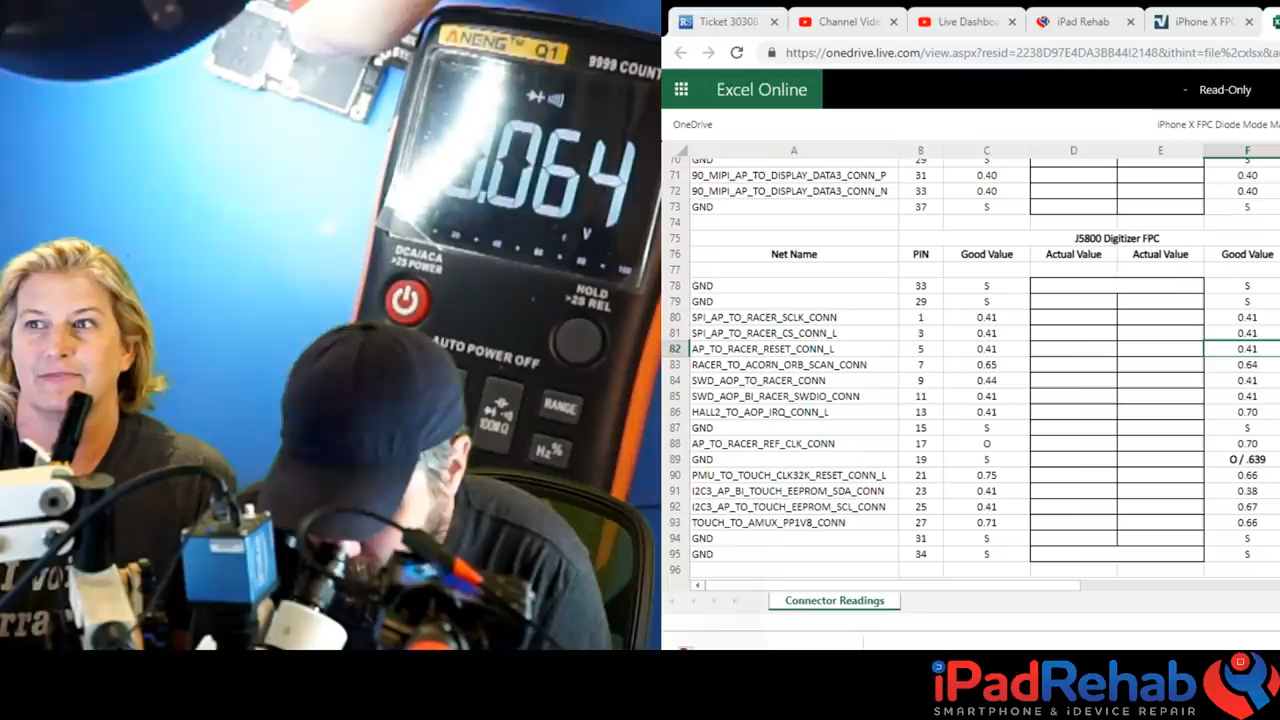 ANENG™ Q1
9999 COUNT
.064
V
DCA/ACA
>2S POWER
HOLD
>2S REL
AUTO POWER OFF
RANGE
Hz%
Ticket 30308
Channel Vide
Live Dashbo
iPad Rehab
iPhone X FPC
https://onedrive.live.com/view.aspx?resid=2238D97E4DA3BB44!2148&ithint=file%2cxlsx&a
Excel Online
- Read-Only
OneDrive
iPhone X FPC Diode Mode Ma
A B C D E F
70 GND 29 S S
71 90_MIPI_AP_TO_DISPLAY_DATA3_CONN_P 31 0.40 0.40
72 90_MIPI_AP_TO_DISPLAY_DATA3_CONN_N 33 0.40 0.40
73 GND 37 S S
74
75 J5800 Digitizer FPC
76 Net Name PIN Good Value Actual Value Actual Value Good Value
77
78 GND 33 S S
79 GND 29 S S
80 SPI_AP_TO_RACER_SCLK_CONN 1 0.41 0.41
81 SPI_AP_TO_RACER_CS_CONN_L 3 0.41 0.41
82 AP_TO_RACER_RESET_CONN_L 5 0.41 0.41
83 RACER_TO_ACORN_ORB_SCAN_CONN 7 0.65 0.64
84 SWD_AOP_TO_RACER_CONN 9 0.44 0.41
85 SWD_AOP_BI_RACER_SWDIO_CONN 11 0.41 0.41
86 HALL2_TO_AOP_IRQ_CONN_L 13 0.41 0.70
87 GND 15 S S
88 AP_TO_RACER_REF_CLK_CONN 17 O 0.70
89 GND 19 S O / .639
90 PMU_TO_TOUCH_CLK32K_RESET_CONN_L 21 0.75 0.66
91 I2C3_AP_BI_TOUCH_EEPROM_SDA_CONN 23 0.41 0.38
92 I2C3_AP_TO_TOUCH_EEPROM_SCL_CONN 25 0.41 0.67
93 TOUCH_TO_AMUX_PP1V8_CONN 27 0.71 0.66
94 GND 31 S S
95 GND 34 S S
96
Connector Readings
iPadRehab
SMARTPHONE & iDEVICE REPAIR